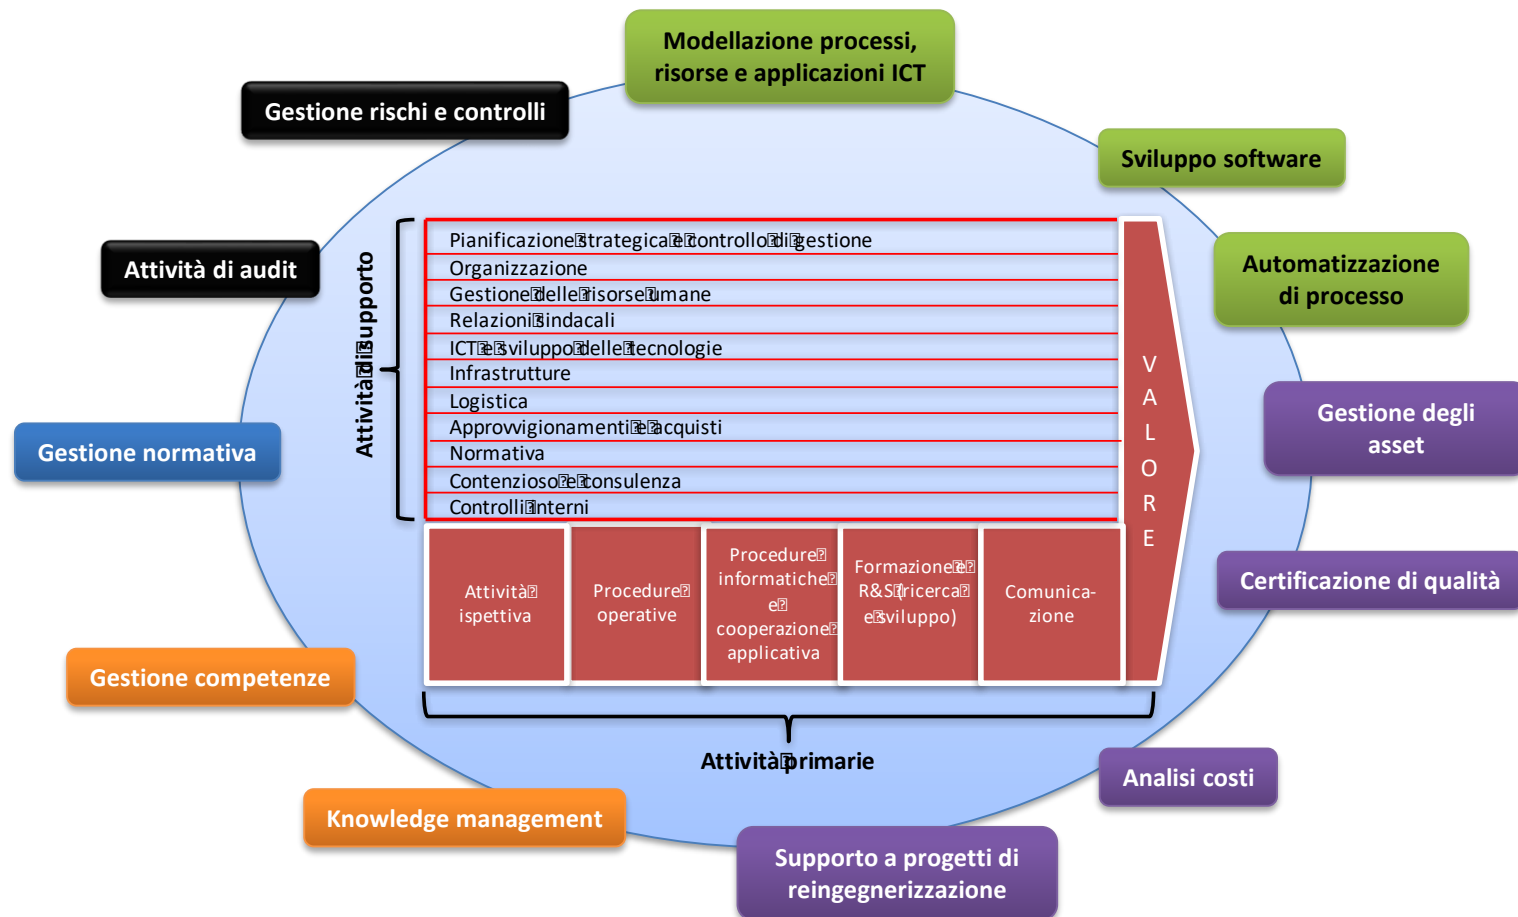 Modellazione processi,
risorse e applicazioni ICT
Gestione rischi e controlli
Sviluppo software
Attività di audit
Automatizzazione
di processo
Gestione normativa
Gestione degli
asset
Certificazione di qualità
Gestione competenze
Analisi costi
Knowledge management
Supporto a progetti di
reingegnerizzazione
Attività di supporto
Pianificazione strategica e controllo di gestione
Organizzazione
Gestione delle risorse umane
Relazioni sindacali
ICT e sviluppo delle tecnologie
Infrastrutture
Logistica
Approvvigionamenti e acquisti
Normativa
Contenzioso e consulenza
Controlli interni
VALORE
Attività
ispettiva
Procedure
operative
Procedure
informatiche
e
cooperazione
applicativa
Formazione e
R&S (ricerca
e sviluppo)
Comunica-
zione
Attività primarie